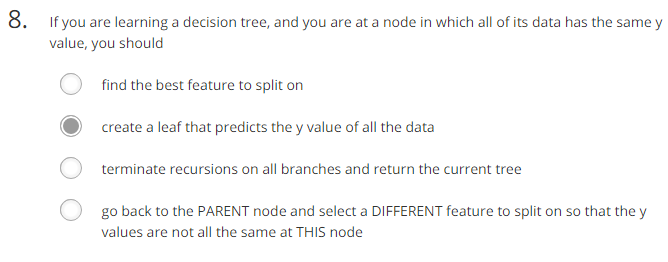 8. If you are learning a decision tree, and you are at a node in which all of its data has the same y
value, you should
find the best feature to split on
create a leaf that predicts the y value of all the data
terminate recursions on all branches and return the current tree
go back to the PARENT node and select a DIFFERENT feature to split on so that the y
values are not all the same at THIS node